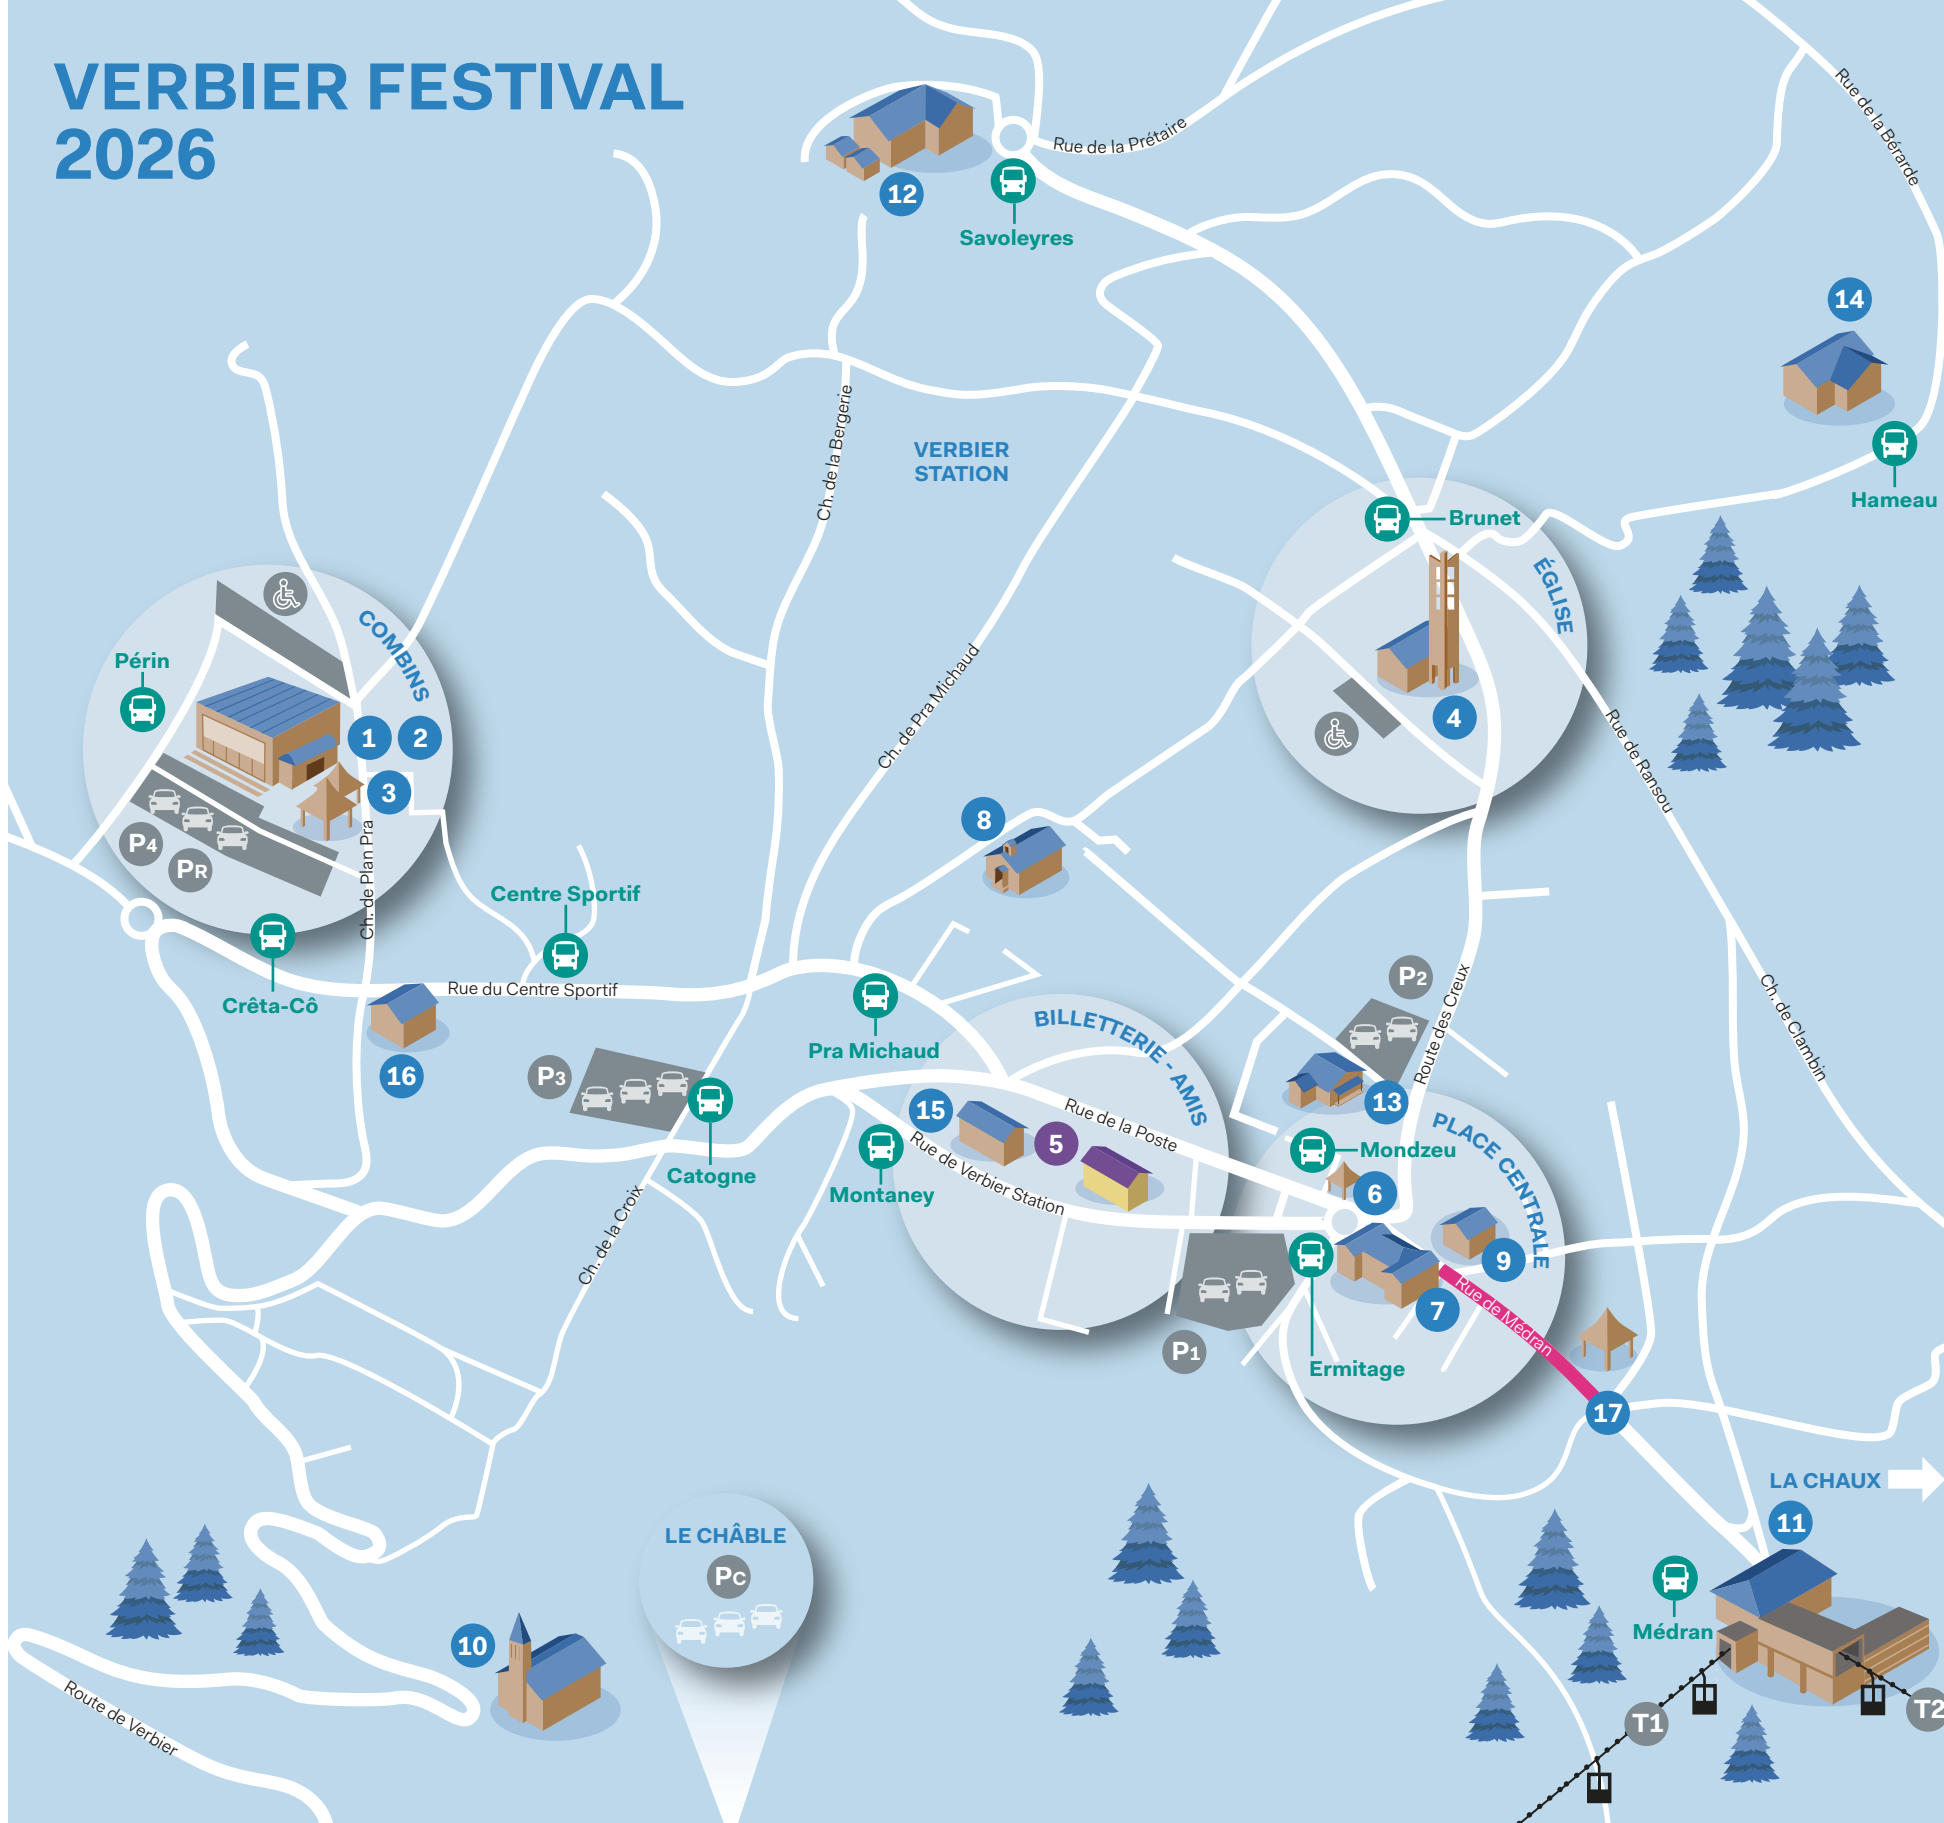 VERBIER FESTIVAL
2026
Rue de la Prétaire
Rue de la Bérarde
12
Savoleyres
14
Hameau
VERBIER
STATION
Ch. de la Bergerie
Brunet
ÉGLISE
4
COMBINS
Périn
1
2
3
P4
PR
Ch. de Plan Pra
Ch. de Pra Michaud
Rue de Ransou
8
Centre Sportif
Crêta-Cô
Rue du Centre Sportif
16
Pra Michaud
P3
Catogne
P2
Route des Creux
Ch. de Clambin
BILLETTERIE - AMIS
15
5
Rue de la Poste
Rue de Verbier Station
Montaney
13
PLACE CENTRALE
Mondzeu
6
9
7
Rue de Médran
Ermitage
P1
17
Ch. de la Croix
LA CHAUX
11
Médran
T1
T2
LE CHÂBLE
PC
10
Route de Verbier